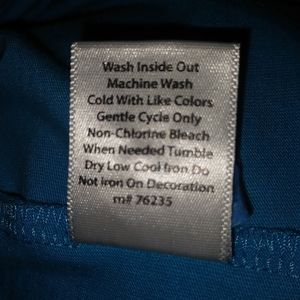 Wash Inside Out
Machine Wash
Cold With Like Colors
Gentle Cycle Only
Non-Chlorine Bleach
When Needed Tumble
Dry Low Cool Iron Do
Not Iron On Decoration
m# 76235